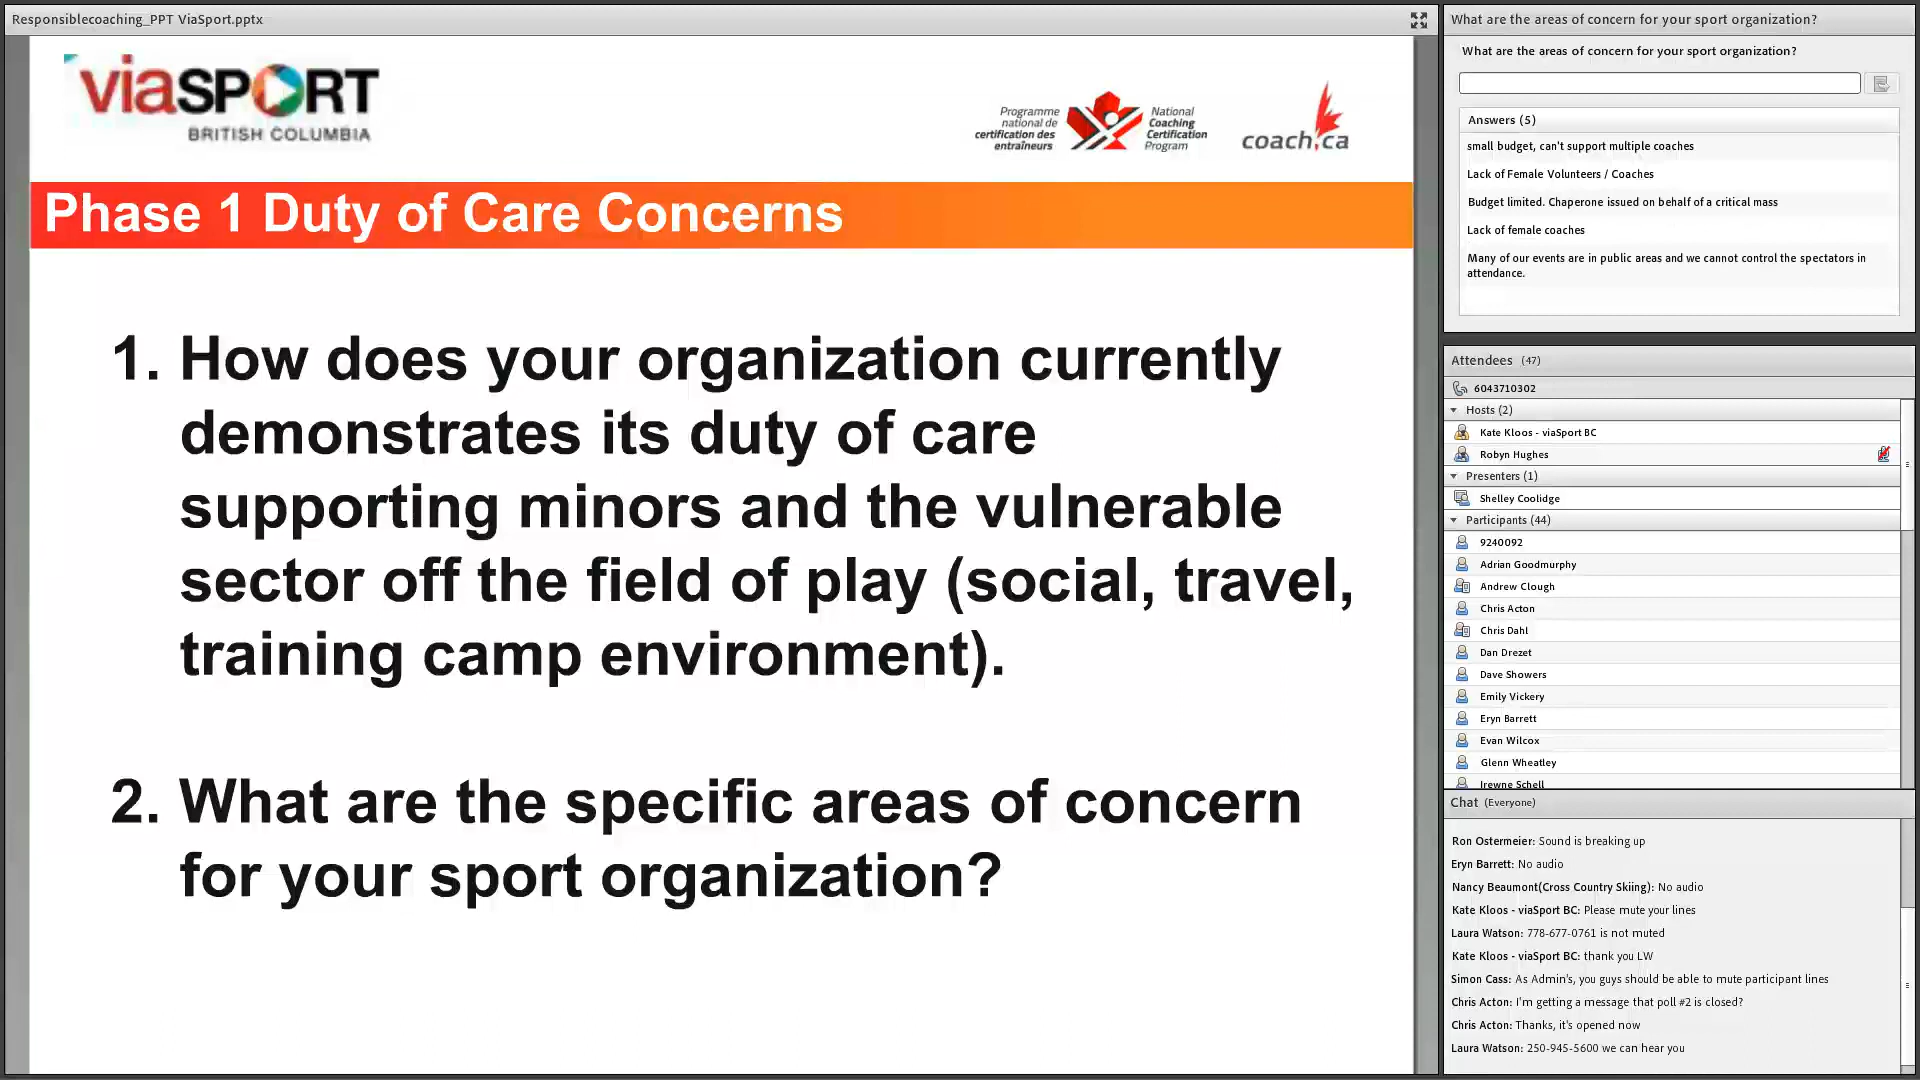 Responsiblecoaching_PPT ViaSport.pptx
viaSPORT
BRITISH COLUMBIA
Programme
national de
certification des
entraîneurs
National
Coaching
Certification
Program
coach.ca
Phase 1 Duty of Care Concerns
1. How does your organization currently
demonstrates its duty of care
supporting minors and the vulnerable
sector off the field of play (social, travel,
training camp environment).
2. What are the specific areas of concern
for your sport organization?
What are the areas of concern for your sport organization?
What are the areas of concern for your sport organization?
Answers (5)
small budget, can't support multiple coaches
Lack of Female Volunteers / Coaches
Budget limited. Chaperone issued on behalf of a critical mass
Lack of female coaches
Many of our events are in public areas and we cannot control the spectators in
attendance.
Attendees (47)
6043710302
Hosts (2)
Kate Kloos - viaSport BC
Robyn Hughes
Presenters (1)
Shelley Coolidge
Participants (44)
9240092
Adrian Goodmurphy
Andrew Clough
Chris Acton
Chris Dahl
Dan Drezet
Dave Showers
Emily Vickery
Eryn Barrett
Evan Wilcox
Glenn Wheatley
Irewne Schell
Chat (Everyone)
Ron Ostermeier: Sound is breaking up
Eryn Barrett: No audio
Nancy Beaumont(Cross Country Skiing): No audio
Kate Kloos - viaSport BC: Please mute your lines
Laura Watson: 778-677-0761 is not muted
Kate Kloos - viaSport BC: thank you LW
Simon Cass: As Admin's, you guys should be able to mute participant lines
Chris Acton: I'm getting a message that poll #2 is closed?
Chris Acton: Thanks, it's opened now
Laura Watson: 250-945-5600 we can hear you